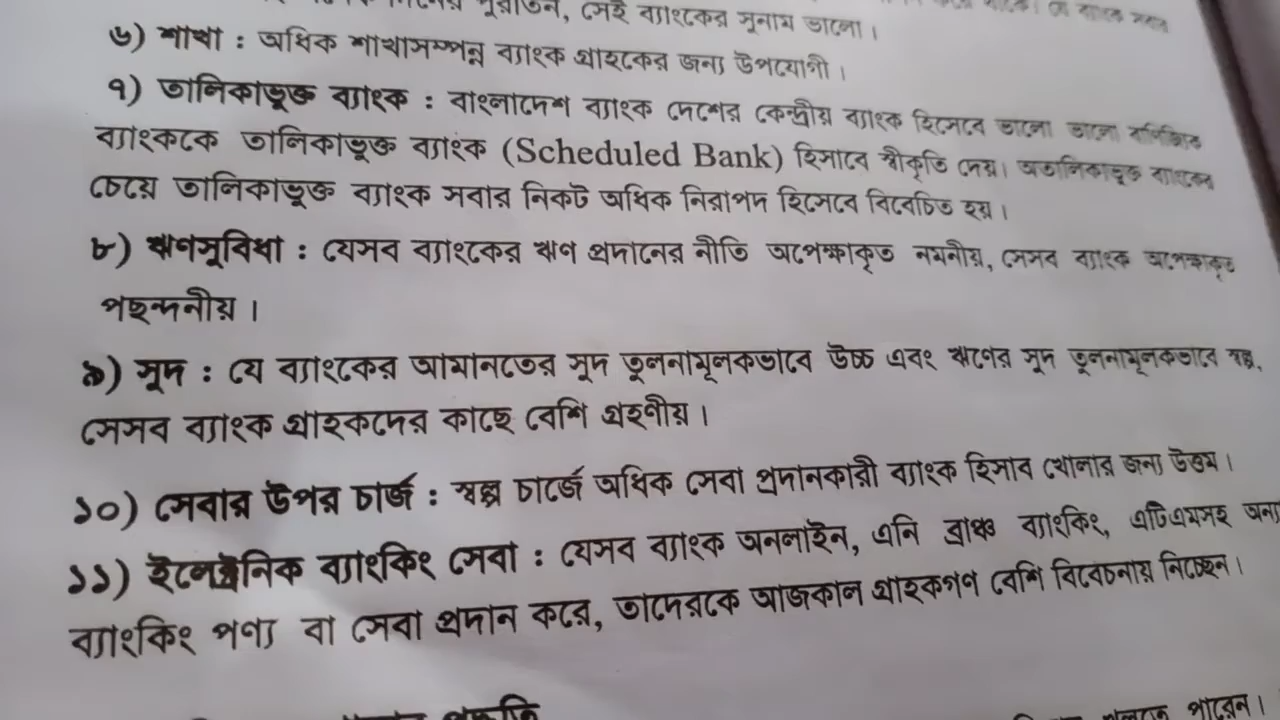 পুরাতন, সেই ব্যাংকের সুনাম ভালো।
৬) শাখা : অধিক শাখাসম্পন্ন ব্যাংক গ্রাহকের জন্য উপযোগী।
৭) তালিকাভুক্ত ব্যাংক : বাংলাদেশ ব্যাংক দেশের কেন্দ্রীয় ব্যাংক হিসেবে ভালো ভালো বাণিজ্যিক
ব্যাংককে তালিকাভুক্ত ব্যাংক (Scheduled Bank) হিসাবে স্বীকৃতি দেয়। অতালিকাভুক্ত ব্যাংকের
চেয়ে তালিকাভুক্ত ব্যাংক সবার নিকট অধিক নিরাপদ হিসেবে বিবেচিত হয়।
৮) ঋণসুবিধা : যেসব ব্যাংকের ঋণ প্রদানের নীতি অপেক্ষাকৃত নমনীয়, সেসব ব্যাংক অপেক্ষাকৃত
পছন্দনীয়।
৯) সুদ : যে ব্যাংকের আমানতের সুদ তুলনামূলকভাবে উচ্চ এবং ঋণের সুদ তুলনামূলকভাবে স্বল্প,
সেসব ব্যাংক গ্রাহকদের কাছে বেশি গ্রহণীয়।
১০) সেবার উপর চার্জ : স্বল্প চার্জে অধিক সেবা প্রদানকারী ব্যাংক হিসাব খোলার জন্য উত্তম।
১১) ইলেক্ট্রনিক ব্যাংকিং সেবা : যেসব ব্যাংক অনলাইন, এনি ব্রাঞ্চ ব্যাংকিং, এটিএমসহ অন্য
ব্যাংকিং পণ্য বা সেবা প্রদান করে, তাদেরকে আজকাল গ্রাহকগণ বেশি বিবেচনায় নিচ্ছেন।
পদ্ধতি
পারেন।